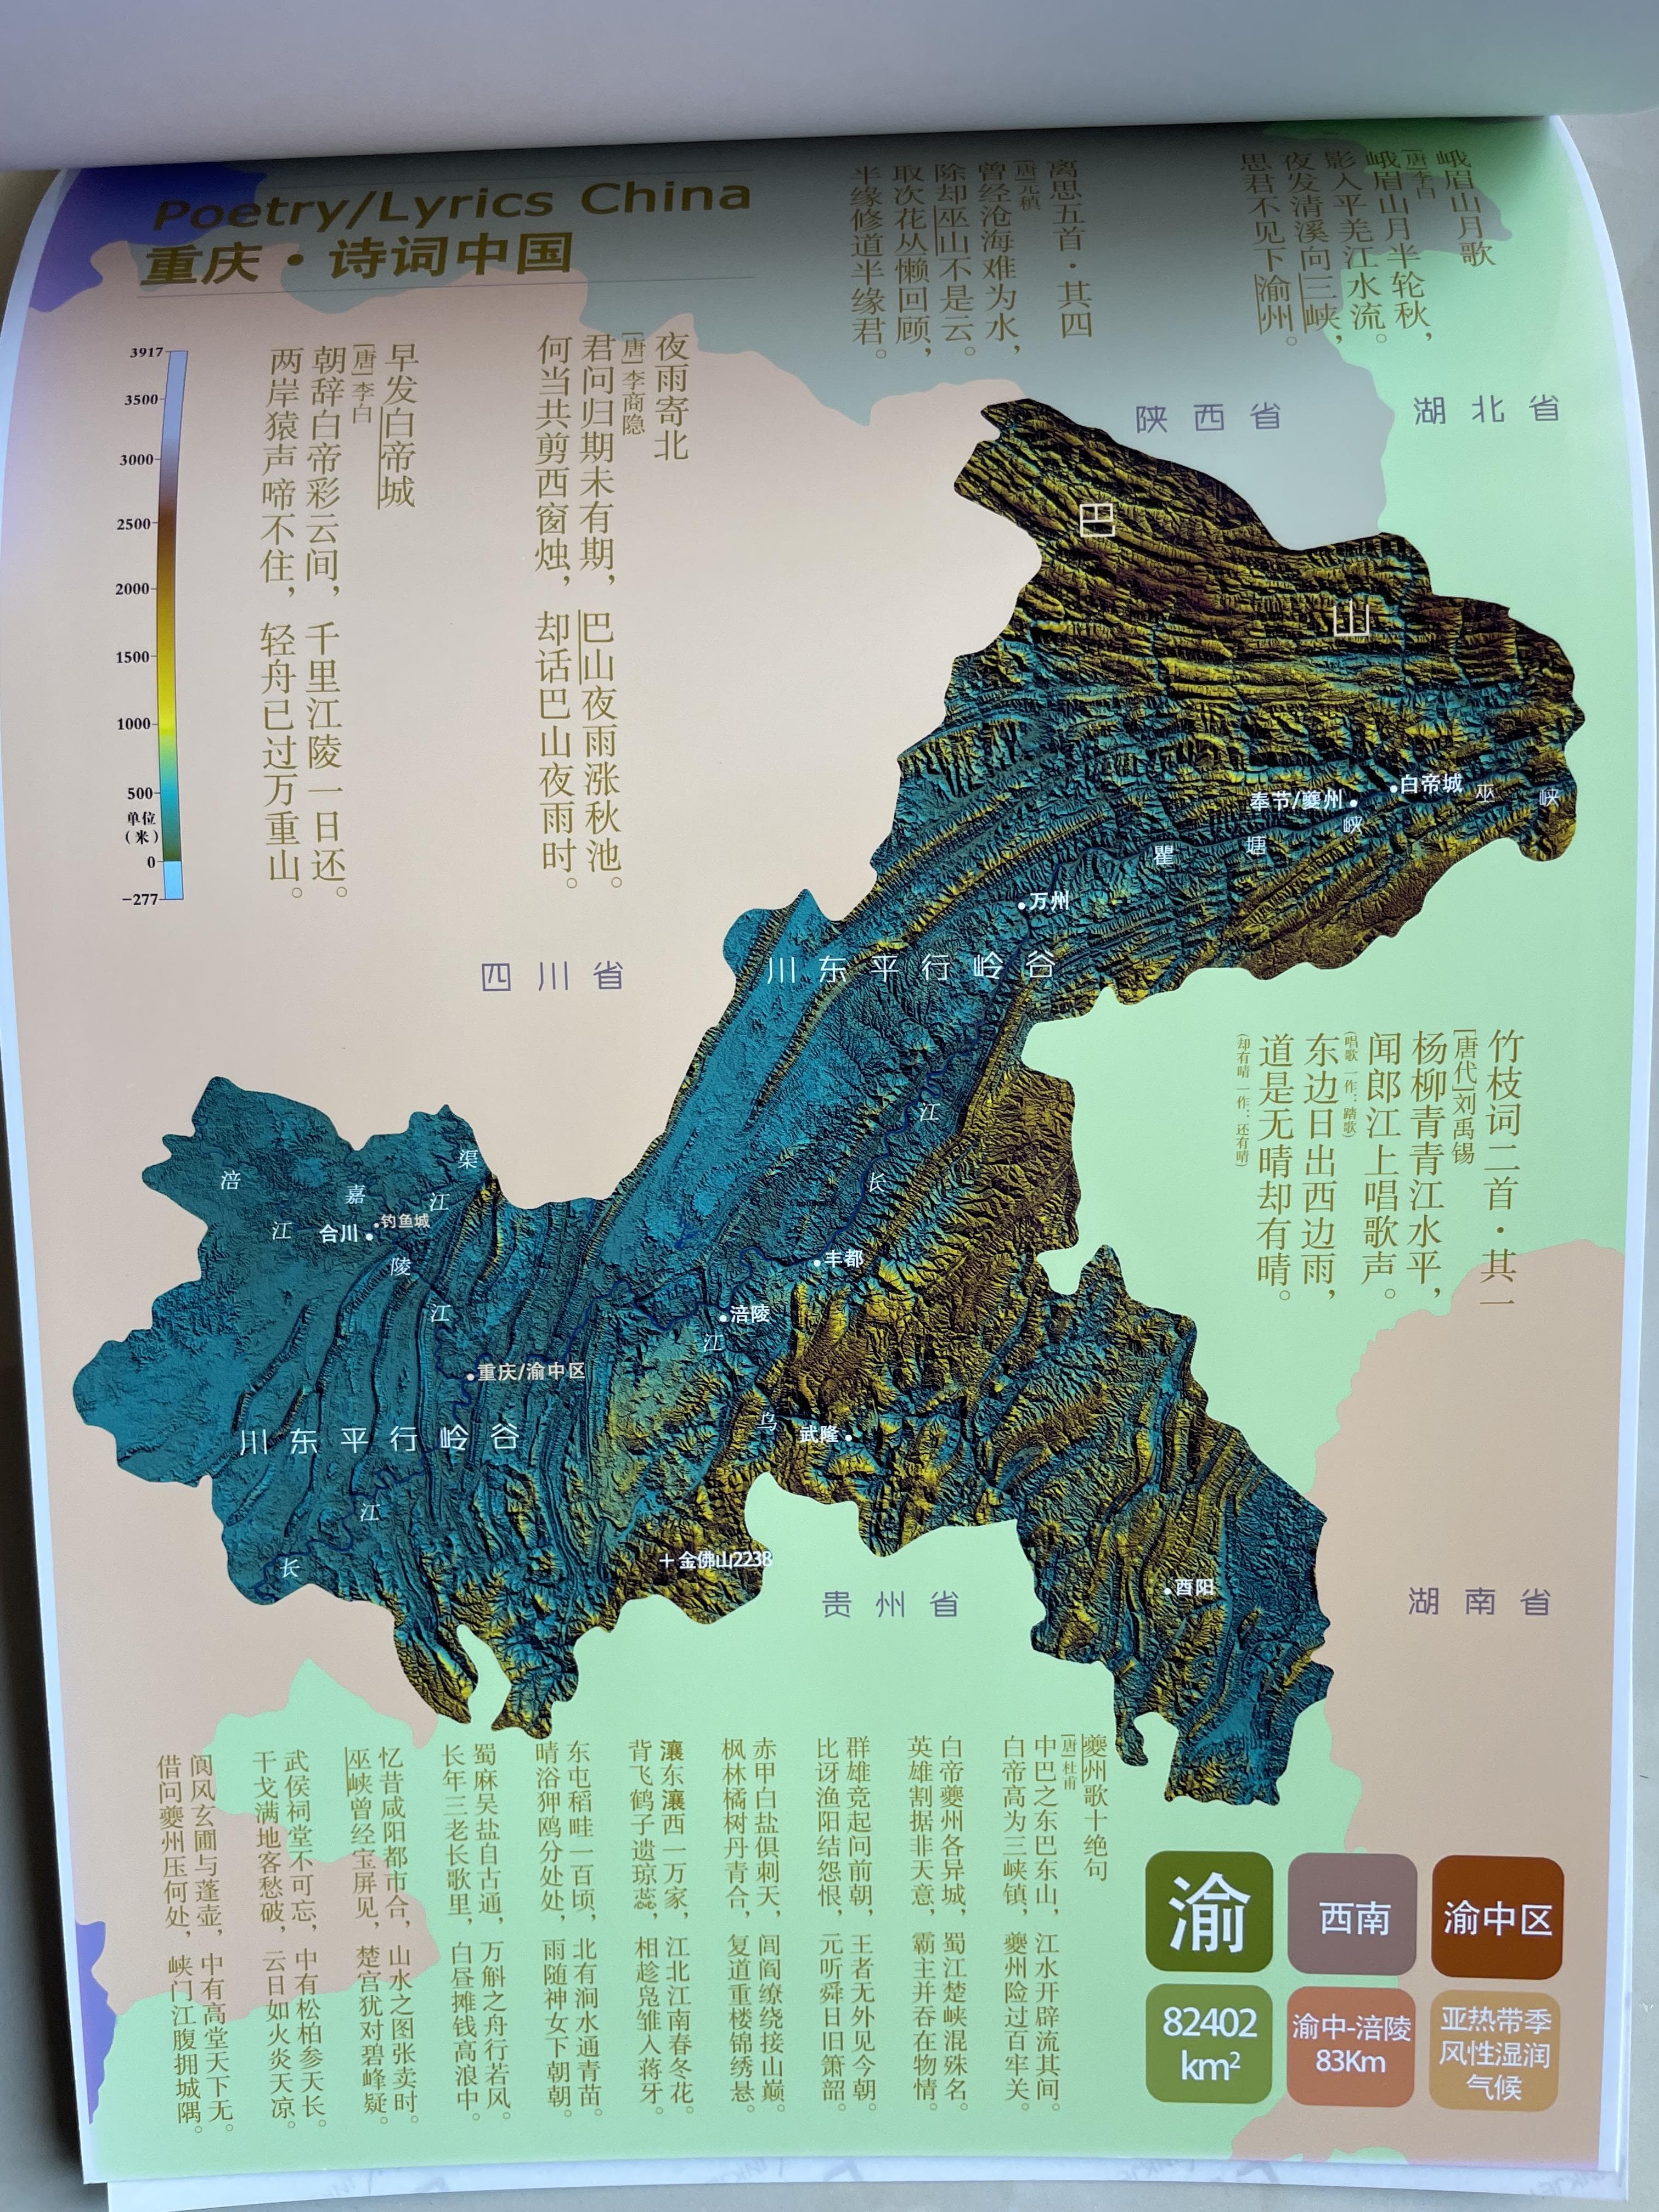 Poetry/Lyrics China
重庆·诗词中国
峨眉山月歌
[唐]李白
峨眉山月半轮秋，
影入平羌江水流。
夜发清溪向三峡，
思君不见下渝州。
离思五首·其四
[唐]元稹
曾经沧海难为水，
除却巫山不是云。
取次花丛懒回顾，
半缘修道半缘君。
夜雨寄北
[唐]李商隐
君问归期未有期，巴山夜雨涨秋池。
何当共剪西窗烛，却话巴山夜雨时。
早发白帝城
[唐]李白
朝辞白帝彩云间，千里江陵一日还。
两岸猿声啼不住，轻舟已过万重山。
3917
3500
3000
2500
2000
1500
1000
500
单位
（米）
0
-277
陕西省
湖北省
巴山
白帝城
奉节/夔州
巫峡
瞿塘峡
万州
四川省
川东平行岭谷
竹枝词二首·其一
[唐代]刘禹锡
杨柳青青江水平，
闻郎江上唱歌声。
(唱歌 一作：踏歌)
东边日出西边雨，
道是无晴却有晴。
(却有晴 一作：还有晴)
长江
渠江
涪江
嘉陵江
钓鱼城
合川
丰都
涪陵
重庆/渝中区
乌江
武隆
川东平行岭谷
长江
金佛山2238
酉阳
贵州省
湖南省
夔州歌十绝句
[唐]杜甫
中巴之东巴东山，江水开辟流其间。
白帝高为三峡镇，夔州险过百牢关。
白帝夔州各异城，蜀江楚峡混殊名。
英雄割据非天意，霸主并吞在物情。
群雄竞起问前朝，王者无外见今朝。
比讶渔阳结怨恨，元听舜日旧箫韶。
赤甲白盐俱刺天，闾阎缭绕接山巅。
枫林橘树丹青合，复道重楼锦绣悬。
瀼东瀼西一万家，江北江南春冬花。
背飞鹤子遗琼蕊，相趁凫雏入蒋牙。
东屯稻畦一百顷，北有涧水通青苗。
晴浴狎鸥分处处，雨随神女下朝朝。
蜀麻吴盐自古通，万斛之舟行若风。
长年三老长歌里，白昼摊钱高浪中。
忆昔咸阳都市合，山水之图张卖时。
巫峡曾经宝屏见，楚宫犹对碧峰疑。
武侯祠堂不可忘，中有松柏参天长。
干戈满地客愁破，云日如火炎天凉。
阆风玄圃与蓬壶，中有高堂天下无。
借问夔州压何处，峡门江腹拥城隅。
渝
西南
渝中区
82402
km²
渝中-涪陵
83Km
亚热带季
风性湿润
气候